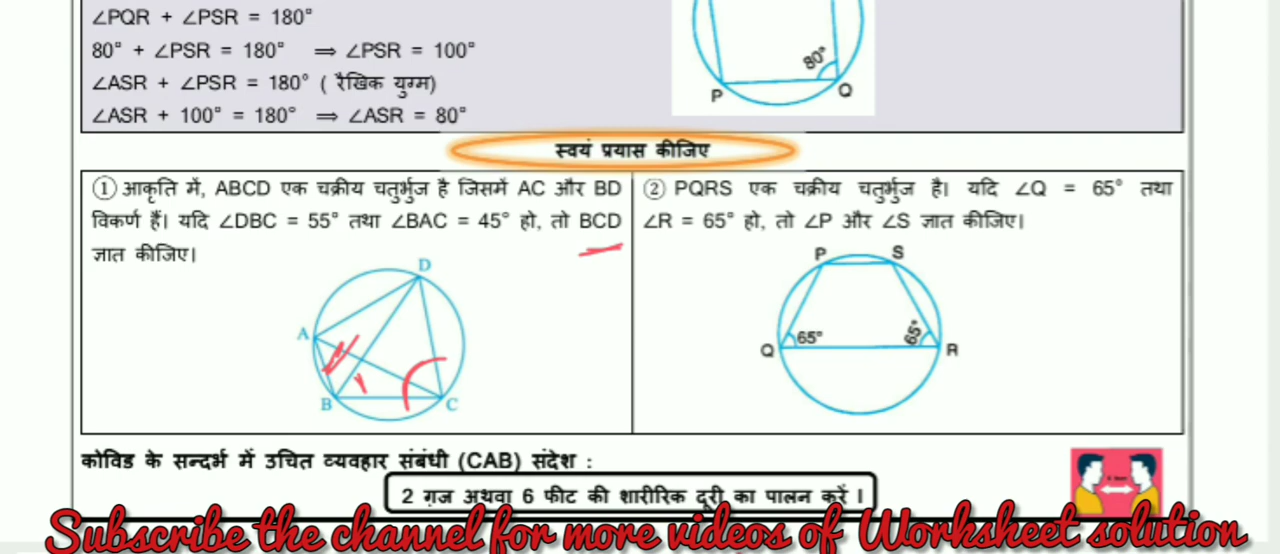 ∠PQR + ∠PSR = 180°
80° + ∠PSR = 180° ⟹ ∠PSR = 100°
∠ASR + ∠PSR = 180° ( रैखिक युग्म)
∠ASR + 100° = 180° ⟹ ∠ASR = 80°
80°
P
Q
स्वयं प्रयास कीजिए
① आकृति में, ABCD एक चक्रीय चतुर्भुज है जिसमें AC और BD
विकर्ण हैं। यदि ∠DBC = 55° तथा ∠BAC = 45° हो, तो BCD
ज्ञात कीजिए।
D
A
B
C
② PQRS एक चक्रीय चतुर्भुज है। यदि ∠Q = 65° तथा
∠R = 65° हो, तो ∠P और ∠S ज्ञात कीजिए।
P
S
65°
65°
Q
R
कोविड के सन्दर्भ में उचित व्यवहार संबंधी (CAB) संदेश :
2 ग़ज अथवा 6 फीट की शारीरिक दूरी का पालन करें ।
Subscribe the channel for more videos of Worksheet solution